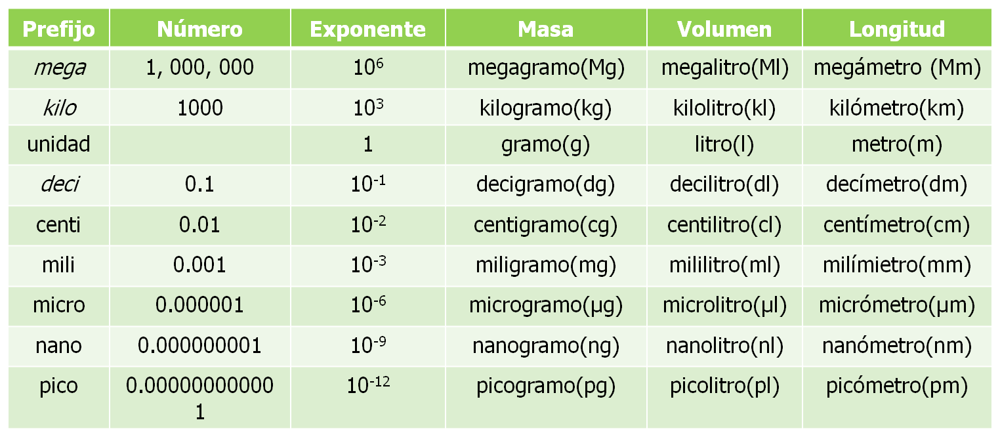 Prefijo Número Exponente Masa Volumen Longitud
mega 1, 000, 000 10⁶ megagramo(Mg) megalitro(Ml) megámetro (Mm)
kilo 1000 10³ kilogramo(kg) kilolitro(kl) kilómetro(km)
unidad 1 gramo(g) litro(l) metro(m)
deci 0.1 10⁻¹ decigramo(dg) decilitro(dl) decímetro(dm)
centi 0.01 10⁻² centigramo(cg) centilitro(cl) centímetro(cm)
mili 0.001 10⁻³ miligramo(mg) mililitro(ml) milímietro(mm)
micro 0.000001 10⁻⁶ microgramo(µg) microlitro(µl) micrómetro(µm)
nano 0.000000001 10⁻⁹ nanogramo(ng) nanolitro(nl) nanómetro(nm)
pico 0.00000000000 10⁻¹² picogramo(pg) picolitro(pl) picómetro(pm)
1